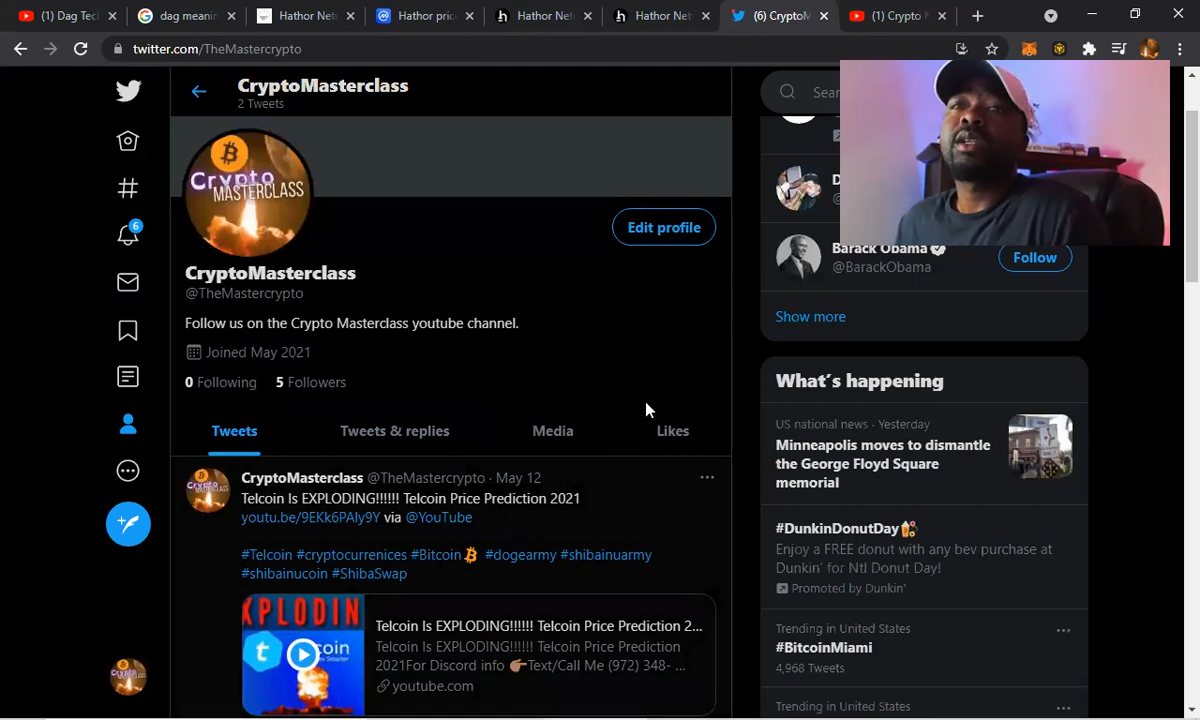 (1) Dag Tec
dag meanin
Hathor Net
Hathor pric
Hathor Net
Hathor Net
(6) CryptoM
(1) Crypto M
twitter.com/TheMastercrypto
CryptoMasterclass
2 Tweets
Crypto
MASTERCLASS
Edit profile
CryptoMasterclass
@TheMastercrypto
Follow us on the Crypto Masterclass youtube channel.
Joined May 2021
0 Following 5 Followers
Tweets Tweets & replies Media Likes
6
CryptoMasterclass @TheMastercrypto · May 12
Telcoin Is EXPLODING!!!!!! Telcoin Price Prediction 2021
youtu.be/9EKk6PAIy9Y via @YouTube
#Telcoin #cryptocurrenices #Bitcoin #dogearmy #shibainuarmy
#shibainucoin #ShibaSwap
XPLODIN
coin
Telcoin Is EXPLODING!!!!!! Telcoin Price Prediction 2...
Telcoin Is EXPLODING!!!!!! Telcoin Price Prediction
2021For Discord info 👉🏽Text/Call Me (972) 348- ...
youtube.com
Sear
D
@
Barack Obama
@BarackObama
Follow
Show more
What's happening
US national news · Yesterday
Minneapolis moves to dismantle
the George Floyd Square
memorial
#DunkinDonutDay
Enjoy a FREE donut with any bev purchase at
Dunkin' for Ntl Donut Day!
Promoted by Dunkin'
Trending in United States
#BitcoinMiami
4,968 Tweets
Trending in United States